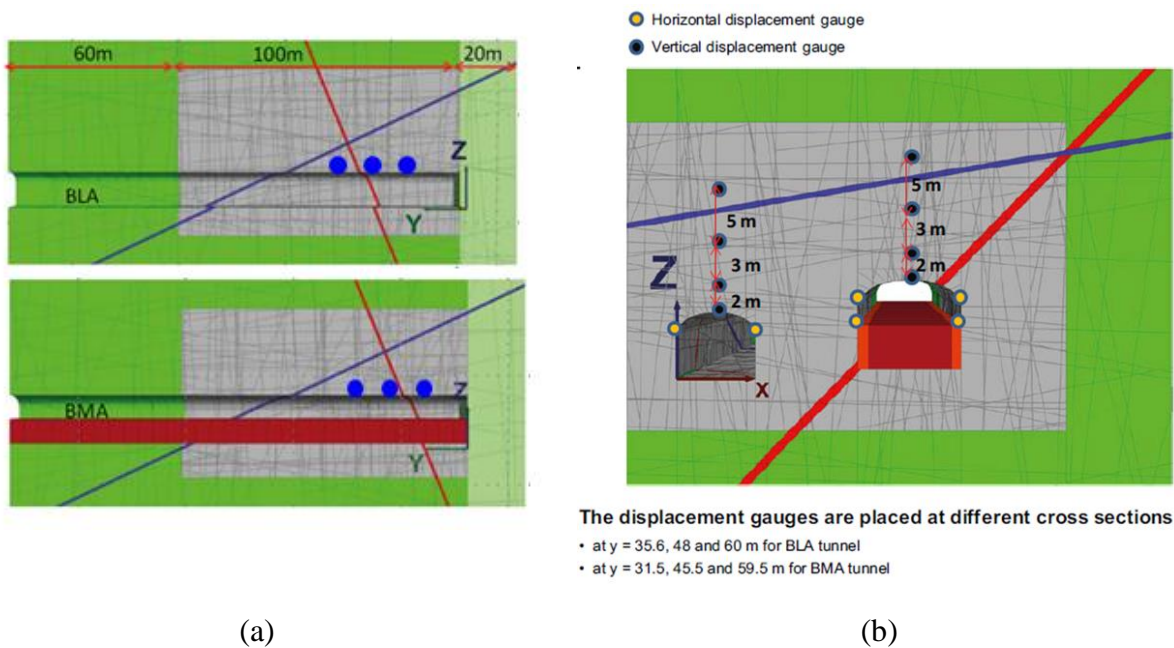 Horizontal displacement gauge
Vertical displacement gauge
60m 100m 20m
Z
BLA
Y
Z
BMA
Y
5 m
3 m
2 m
5 m
3 m
2 m
Z
X
The displacement gauges are placed at different cross sections
• at y = 35.6, 48 and 60 m for BLA tunnel
• at y = 31.5, 45.5 and 59.5 m for BMA tunnel
(a) (b)